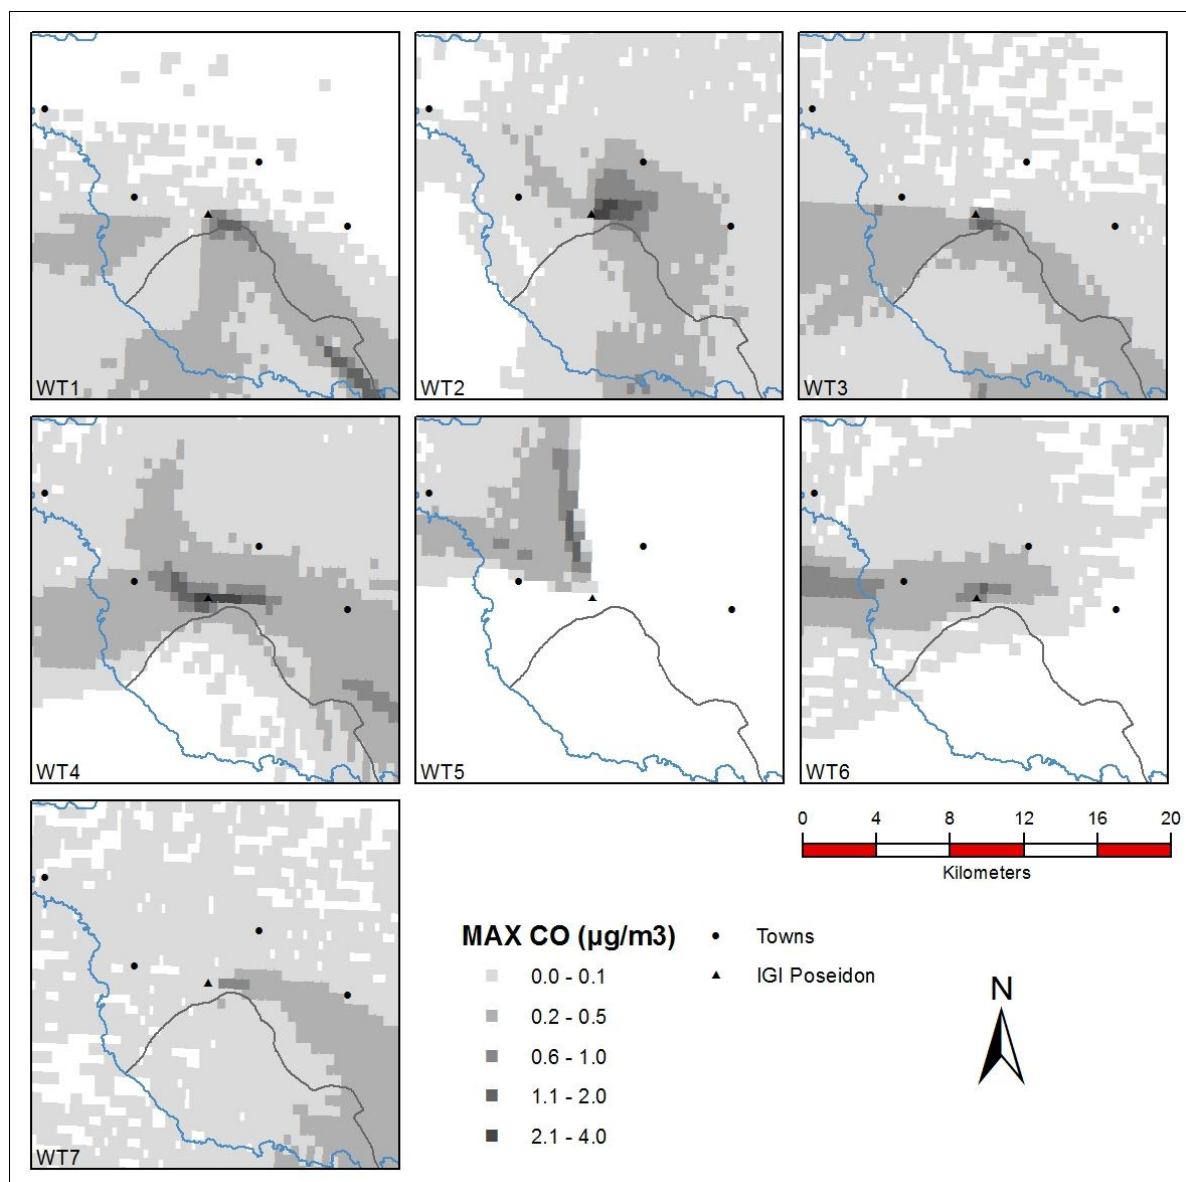 WT1
WT2
WT3
WT4
WT5
WT6
0 4 8 12 16 20
Kilometers
WT7
MAX CO (µg/m3)
0.0 - 0.1
0.2 - 0.5
0.6 - 1.0
1.1 - 2.0
2.1 - 4.0
Towns
IGI Poseidon
N